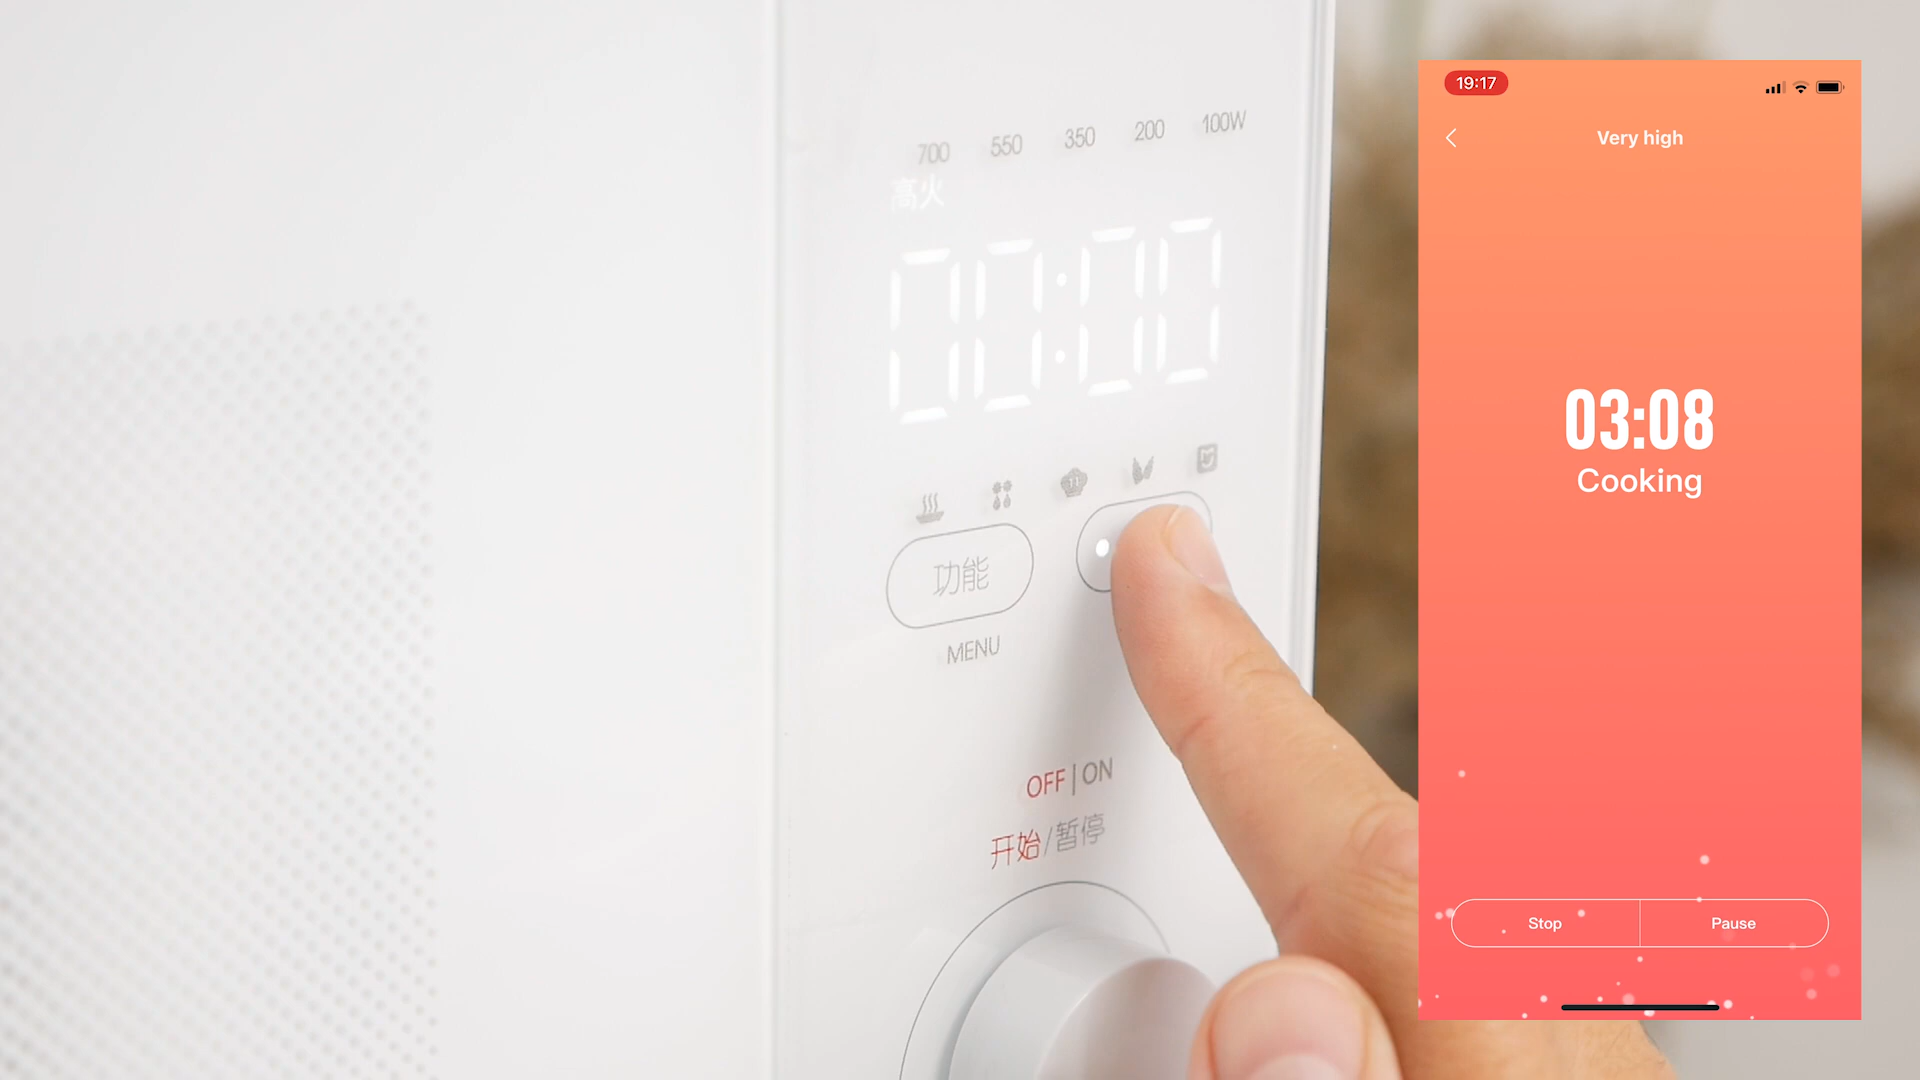 700 550 350 200 100W
高火
00:00
功能
MENU
OFF|ON
开始/暂停
19:17
Very high
03:08
Cooking
Stop Pause